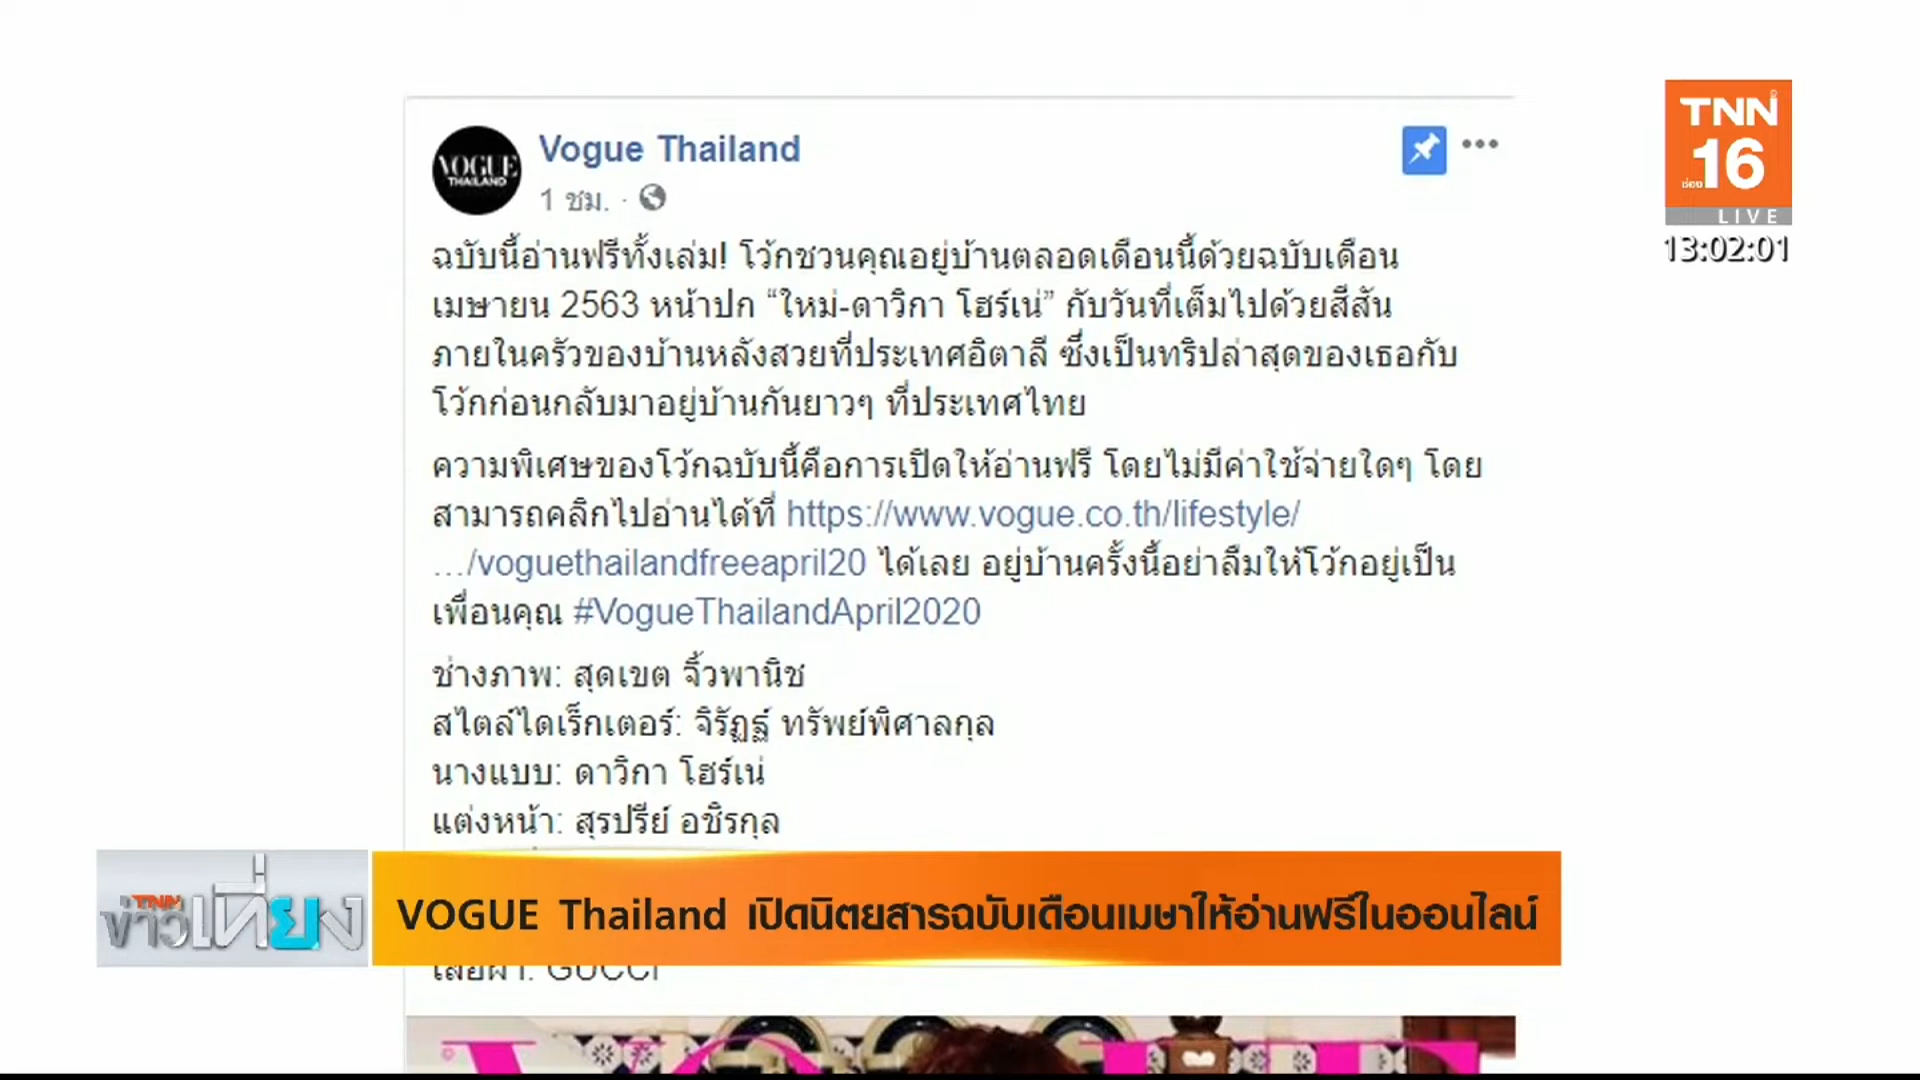 Vogue Thailand
1 ชม. ·
VOGUE
THAILAND
TNN
ช่อง 16
LIVE
13:02:01
ฉบับนี้อ่านฟรีทั้งเล่ม! โว้กชวนคุณอยู่บ้านตลอดเดือนนี้ด้วยฉบับเดือน
เมษายน 2563 หน้าปก “ใหม่-ดาวิกา โฮร์เน่” กับวันที่เต็มไปด้วยสีสัน
ภายในครัวของบ้านหลังสวยที่ประเทศอิตาลี ซึ่งเป็นทริปล่าสุดของเธอกับ
โว้กก่อนกลับมาอยู่บ้านกันยาวๆ ที่ประเทศไทย
ความพิเศษของโว้กฉบับนี้คือการเปิดให้อ่านฟรี โดยไม่มีค่าใช้จ่ายใดๆ โดย
สามารถคลิกไปอ่านได้ที่ https://www.vogue.co.th/lifestyle/
…/voguethailandfreeapril20 ได้เลย อยู่บ้านครั้งนี้อย่าลืมให้โว้กอยู่เป็น
เพื่อนคุณ #VogueThailandApril2020
ช่างภาพ: สุดเขต จิ้วพานิช
สไตล์ไดเร็กเตอร์: จิรัฏฐ์ ทรัพย์พิศาลกุล
นางแบบ: ดาวิกา โฮร์เน่
แต่งหน้า: สุรปรีย์ อชิรกุล
TNN
ข่าวเที่ยง
VOGUE Thailand เปิดนิตยสารฉบับเดือนเมษาให้อ่านฟรีในออนไลน์
เสื้อผ้า: GUCCI